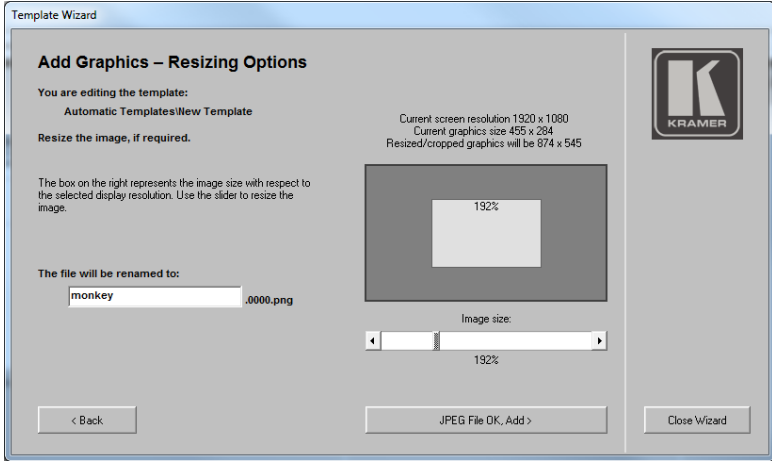 Template Wizard
Add Graphics – Resizing Options
You are editing the template:
Automatic Templates\New Template
Resize the image, if required.
The box on the right represents the image size with respect to
the selected display resolution. Use the slider to resize the
image.
The file will be renamed to:
monkey .0000.png
Current screen resolution 1920 x 1080
Current graphics size 455 x 284
Resized/cropped graphics will be 874 x 545
192%
Image size:
192%
< Back
JPEG File OK, Add >
KRAMER
Close Wizard